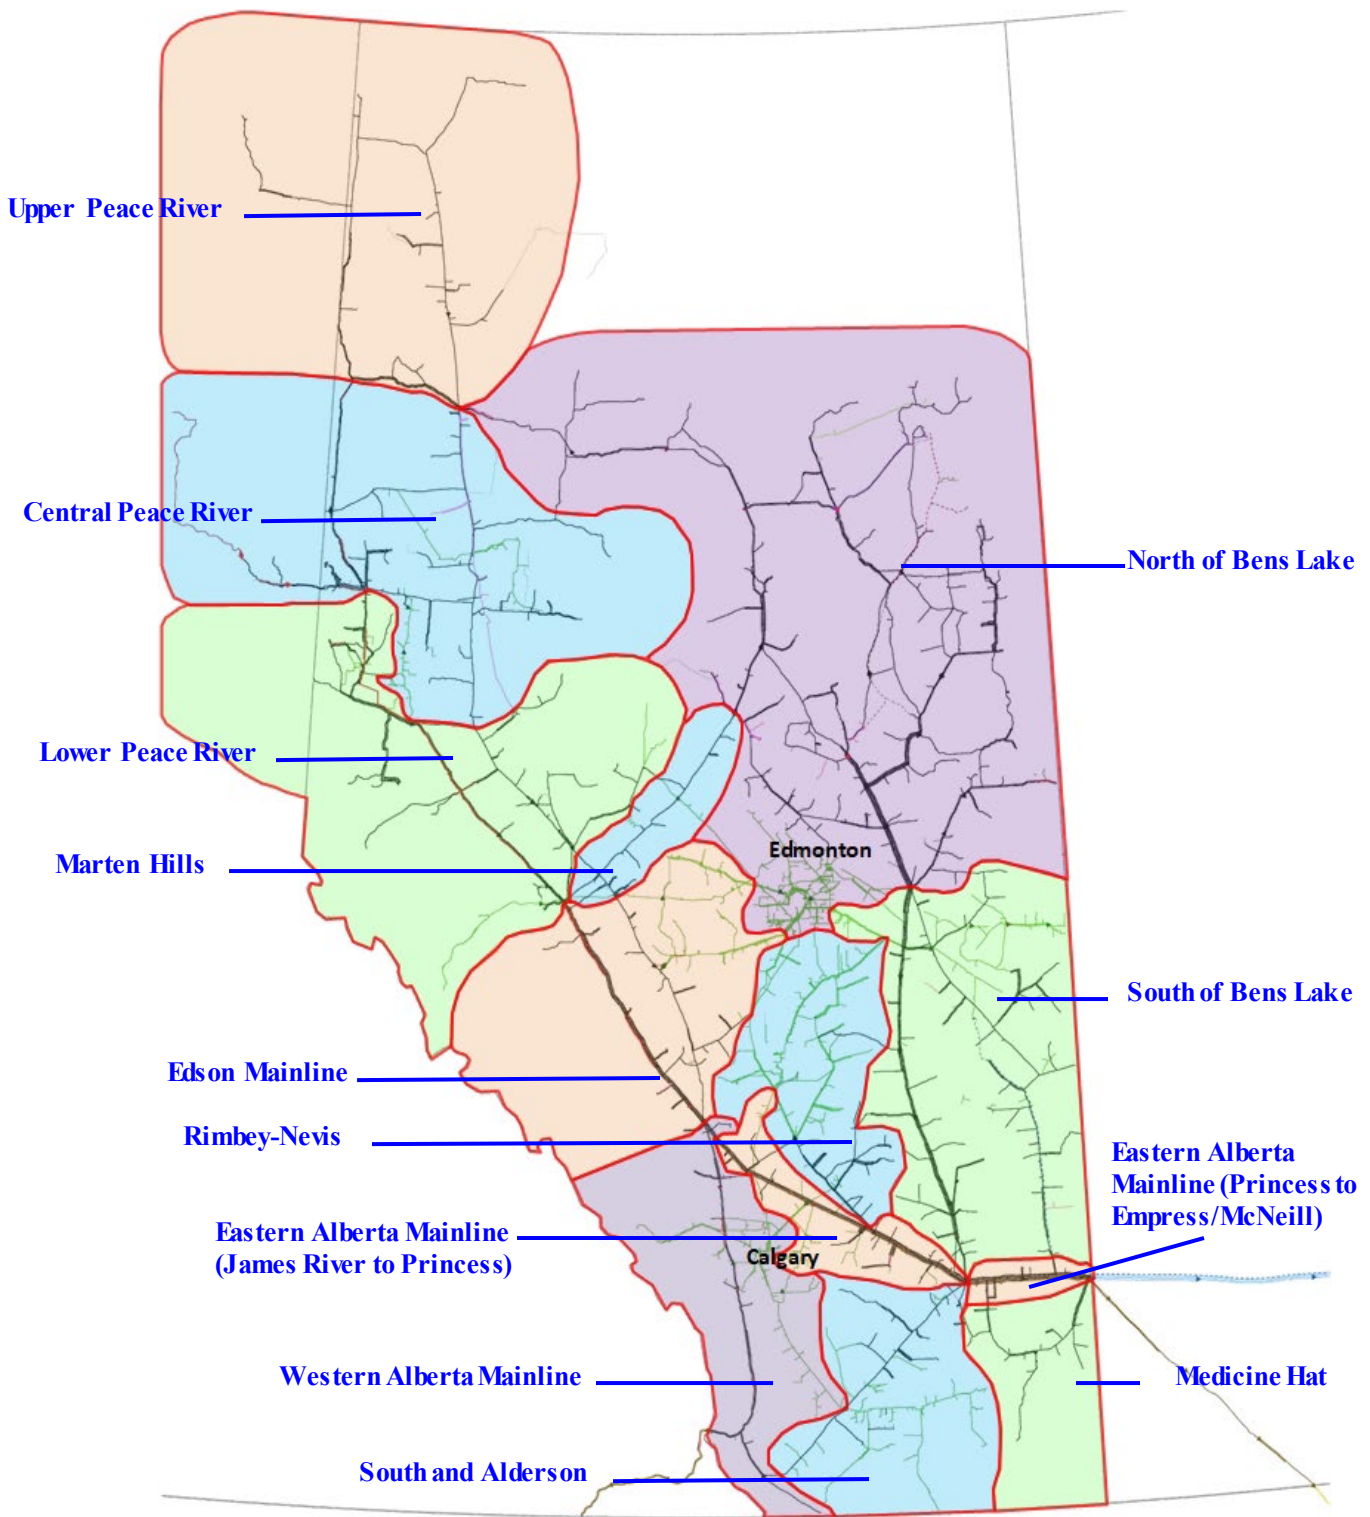 Upper Peace River
Central Peace River
North of Bens Lake
Lower Peace River
Edmonton
Marten Hills
South of Bens Lake
Edson Mainline
Rimbey-Nevis
Eastern Alberta
Mainline (Princess to
Empress/McNeill)
Eastern Alberta Mainline
(James River to Princess)
Calgary
Western Alberta Mainline
Medicine Hat
South and Alderson